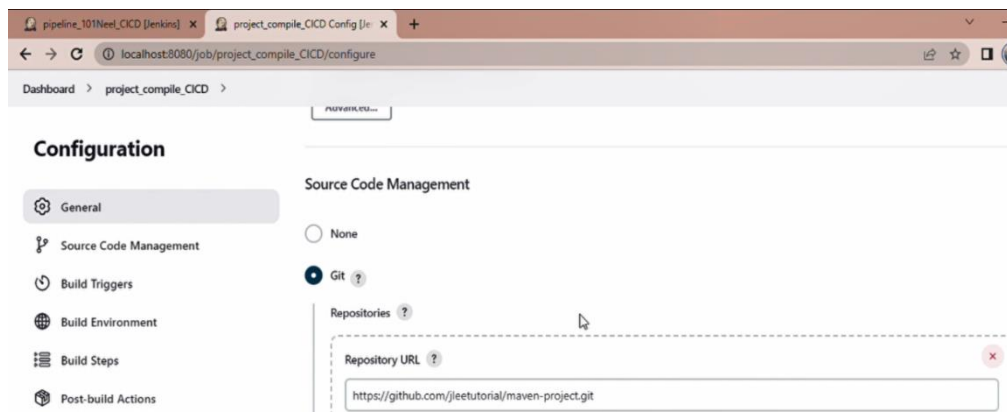 pipeline_101Neel_CICD [Jenkins]
project_compile_CICD Config [Je
localhost:8080/job/project_compile_CICD/configure
Dashboard > project_compile_CICD >
Advanced...
Configuration
General
Source Code Management
Build Triggers
Build Environment
Build Steps
Post-build Actions
Source Code Management
None
Git ?
Repositories ?
Repository URL ?
https://github.com/jleetutorial/maven-project.git